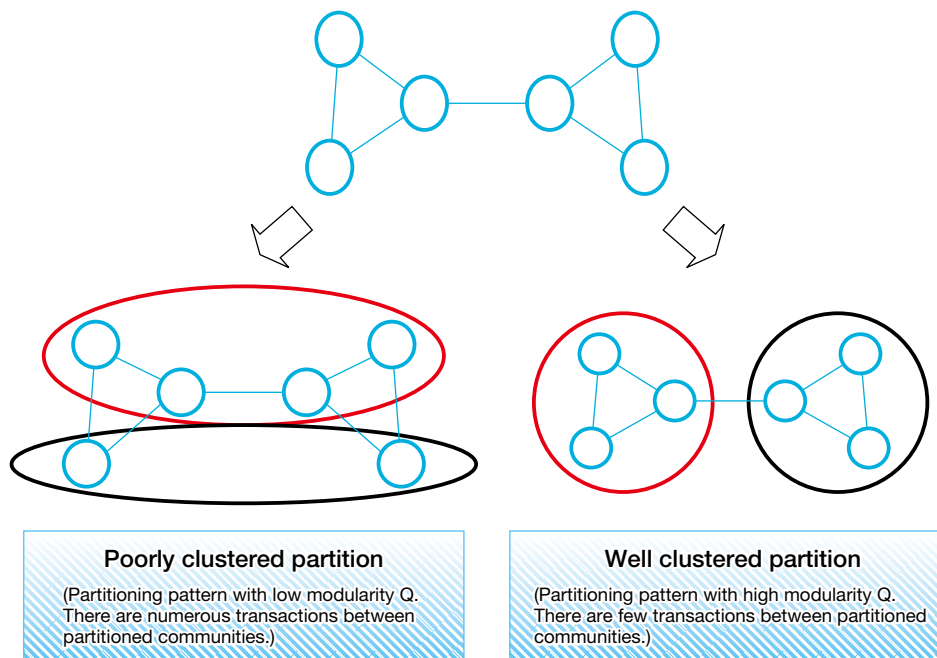 Poorly clustered partition
(Partitioning pattern with low modularity Q.
There are numerous transactions between
partitioned communities.)
Well clustered partition
(Partitioning pattern with high modularity Q.
There are few transactions between partitioned
communities.)